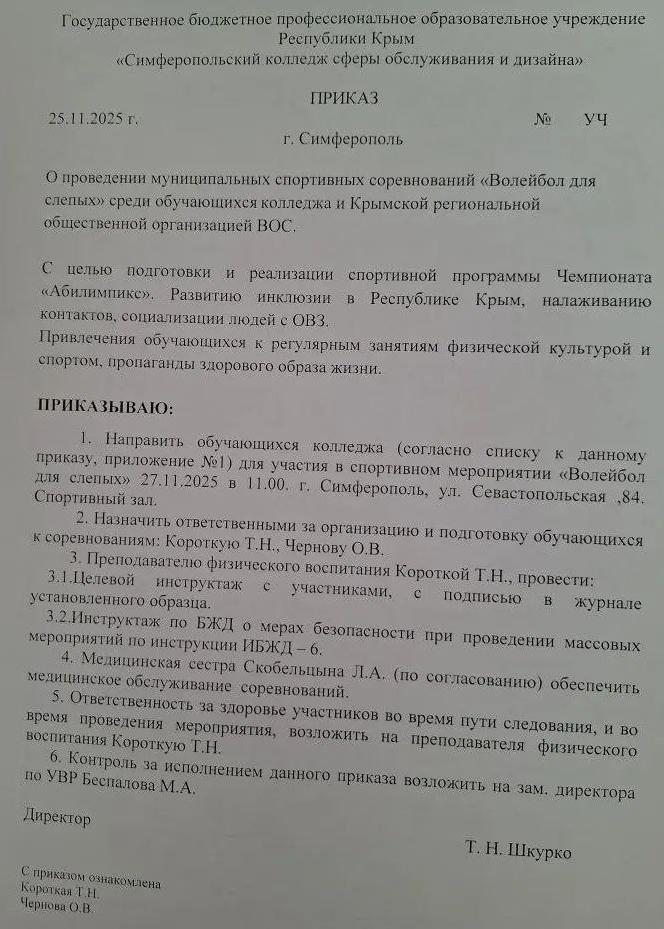 Государственное бюджетное профессиональное образовательное учреждение
Республики Крым
«Симферопольский колледж сферы обслуживания и дизайна»
ПРИКАЗ
25.11.2025 г. № УЧ
г. Симферополь
О проведении муниципальных спортивных соревнований «Волейбол для
слепых» среди обучающихся колледжа и Крымской региональной
общественной организацией ВОС.
С целью подготовки и реализации спортивной программы Чемпионата
«Абилимпикс». Развитию инклюзии в Республике Крым, налаживанию
контактов, социализации людей с ОВЗ.
Привлечения обучающихся к регулярным занятиям физической культурой и
спортом, пропаганды здорового образа жизни.
ПРИКАЗЫВАЮ:
1. Направить обучающихся колледжа (согласно списку к данному
приказу, приложение №1) для участия в спортивном мероприятии «Волейбол
для слепых» 27.11.2025 в 11.00. г. Симферополь, ул. Севастопольская ,84.
Спортивный зал.
2. Назначить ответственными за организацию и подготовку обучающихся
к соревнованиям: Короткую Т.Н., Чернову О.В.
3. Преподавателю физического воспитания Короткой Т.Н., провести:
3.1.Целевой инструктаж с участниками, с подписью в журнале
установленного образца.
3.2.Инструктаж по БЖД о мерах безопасности при проведении массовых
мероприятий по инструкции ИБЖД – 6.
4. Медицинская сестра Скобельцына Л.А. (по согласованию) обеспечить
медицинское обслуживание соревнований.
5. Ответственность за здоровье участников во время пути следования, и во
время проведения мероприятия, возложить на преподавателя физического
воспитания Короткую Т.Н.
6. Контроль за исполнением данного приказа возложить на зам. директора
по УВР Беспалова М.А.
Директор
Т. Н. Шкурко
С приказом ознакомлена
Короткая Т.Н.
Чернова О.В.